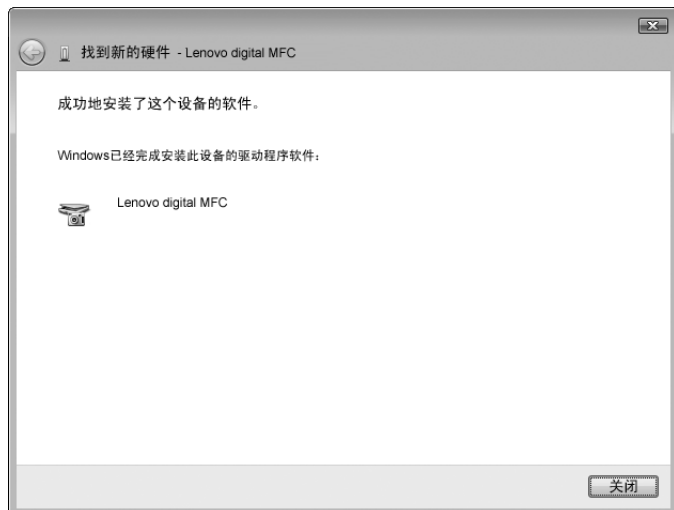 找到新的硬件 - Lenovo digital MFC
成功地安装了这个设备的软件。
Windows已经完成安装此设备的驱动程序软件：
Lenovo digital MFC
关闭